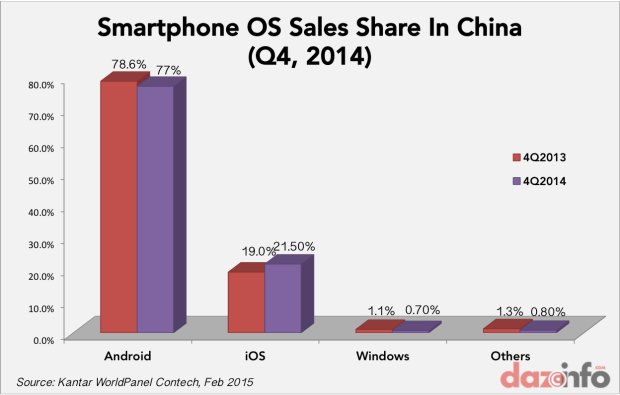 Smartphone OS Sales Share In China
(Q4, 2014)
78.6%
77%
80.0%
70.0%
60.0%
50.0%
40.0%
30.0%
20.0%
10.0%
0.0%
19.0%
21.50%
1.1%
0.70%
1.3%
0.80%
4Q2013
4Q2014
Android
iOS
Windows
Others
Source: Kantar WorldPanel Contech, Feb 2015
dazeinfo